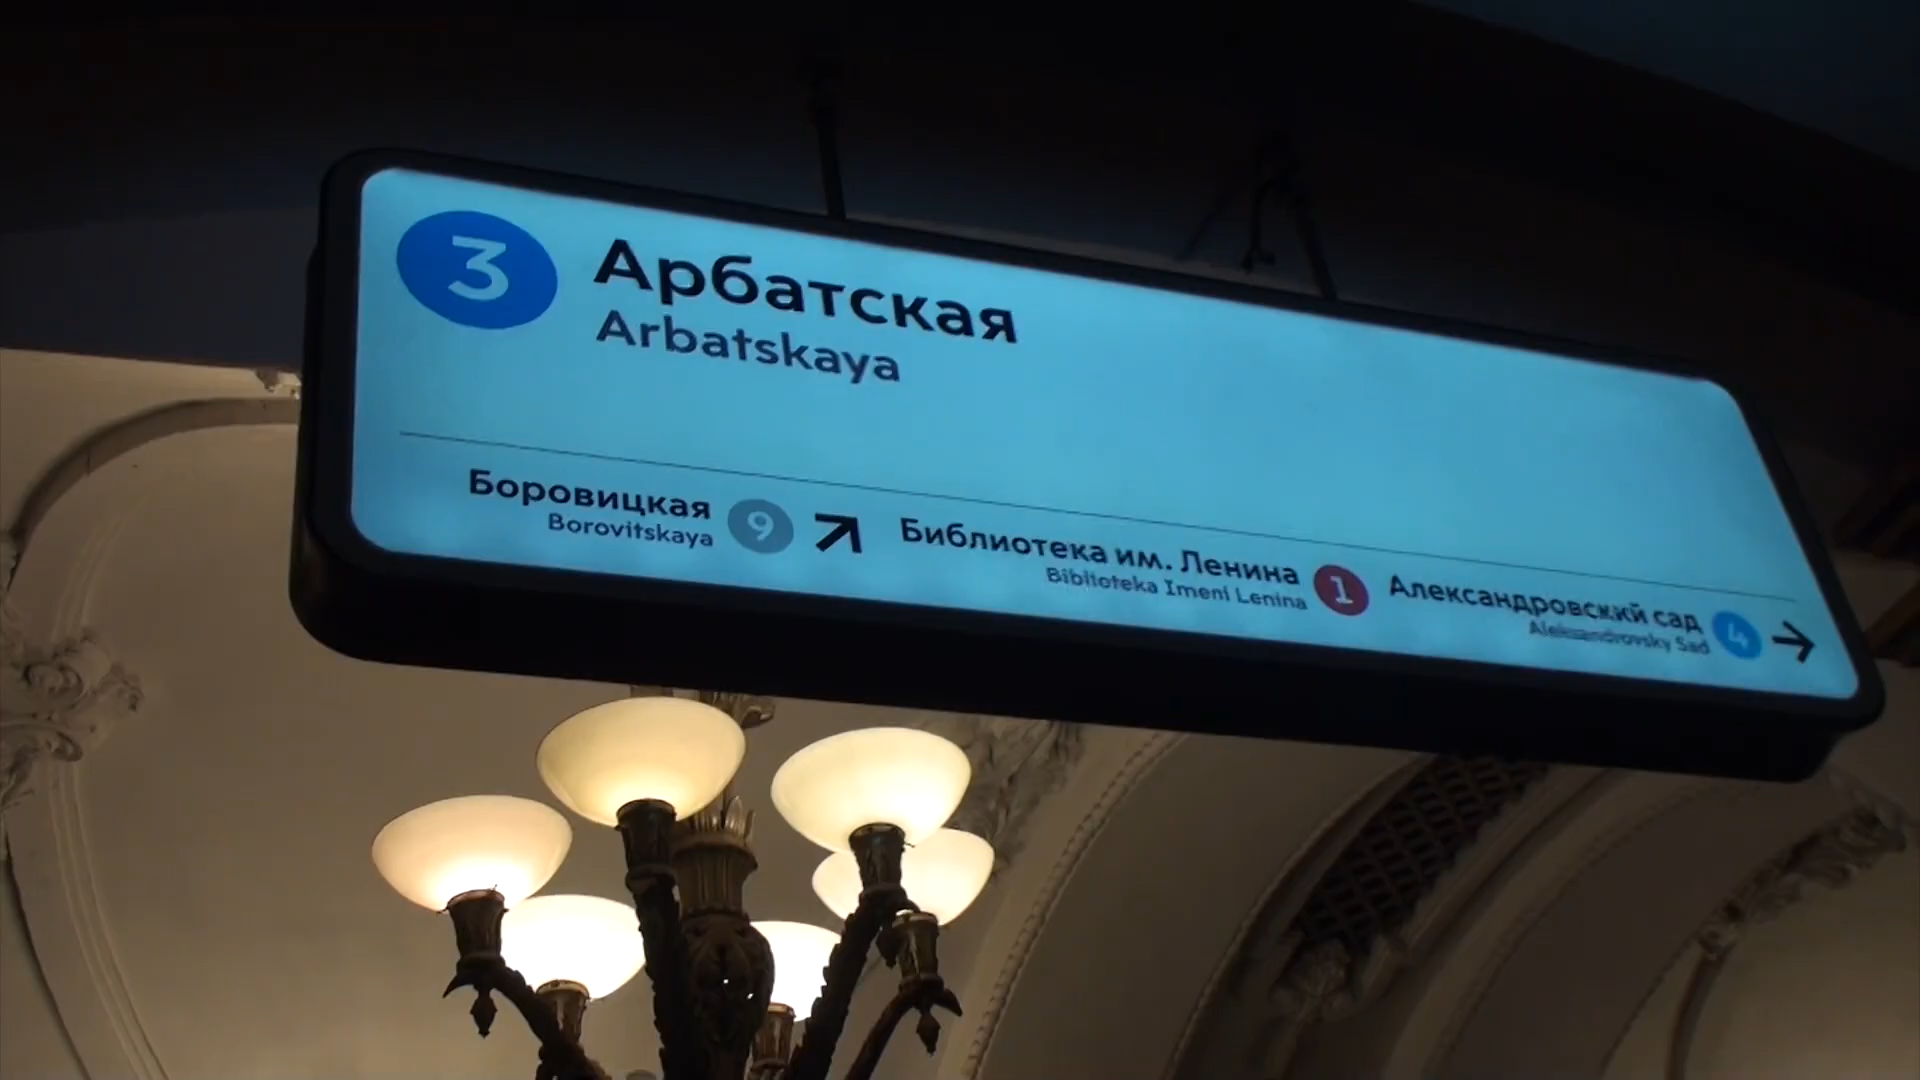 3 Арбатская
Arbatskaya
Боровицкая 9
Borovitskaya
Библиотека им. Ленина 1
Biblioteka Imeni Lenina
Александровский сад 4
Aleksandrovsky Sad